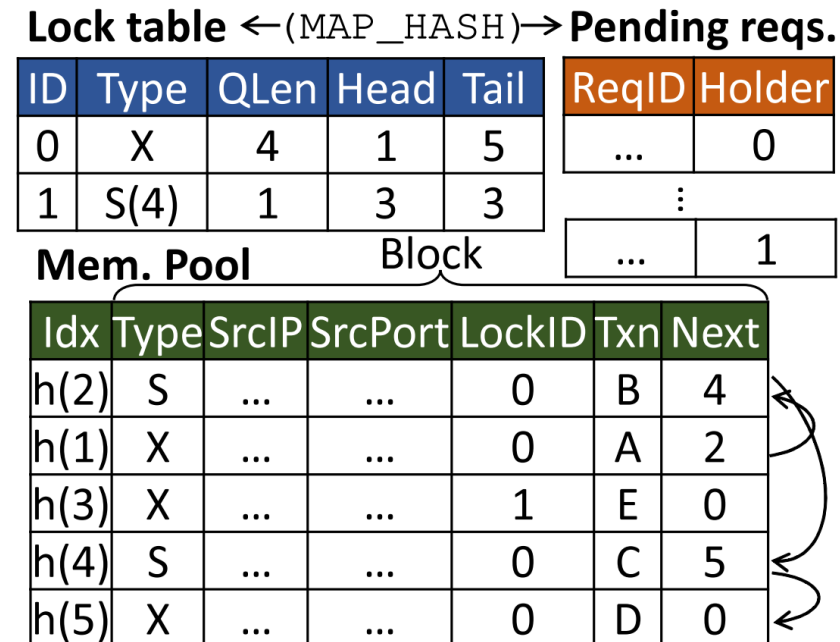 Lock table ←(MAP_HASH)→ Pending reqs.
ID Type QLen Head Tail
0 X 4 1 5
1 S(4) 1 3 3
ReqID Holder
... 0
⋮
... 1
Mem. Pool
Block
Idx Type SrcIP SrcPort LockID Txn Next
h(2) S ... ... 0 B 4
h(1) X ... ... 0 A 2
h(3) X ... ... 1 E 0
h(4) S ... ... 0 C 5
h(5) X ... ... 0 D 0